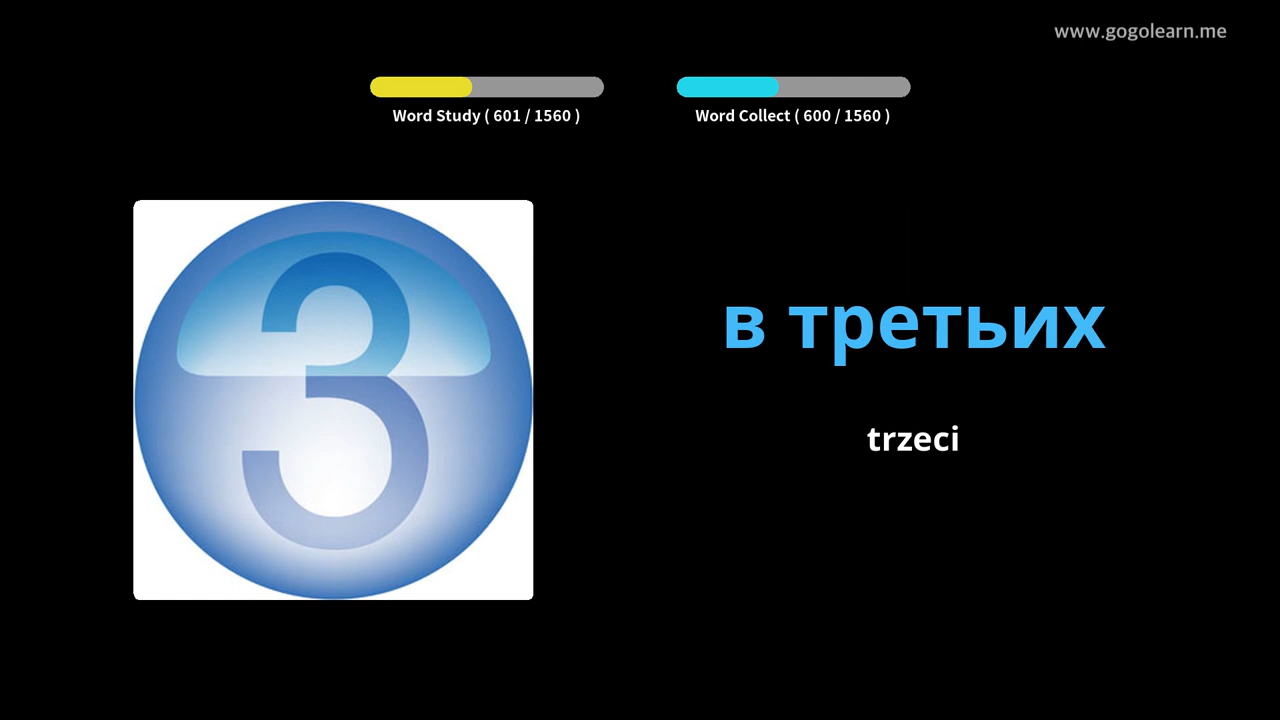 www.gogolearn.me
Word Study ( 601 / 1560 )
Word Collect ( 600 / 1560 )
3
в третьих
trzeci